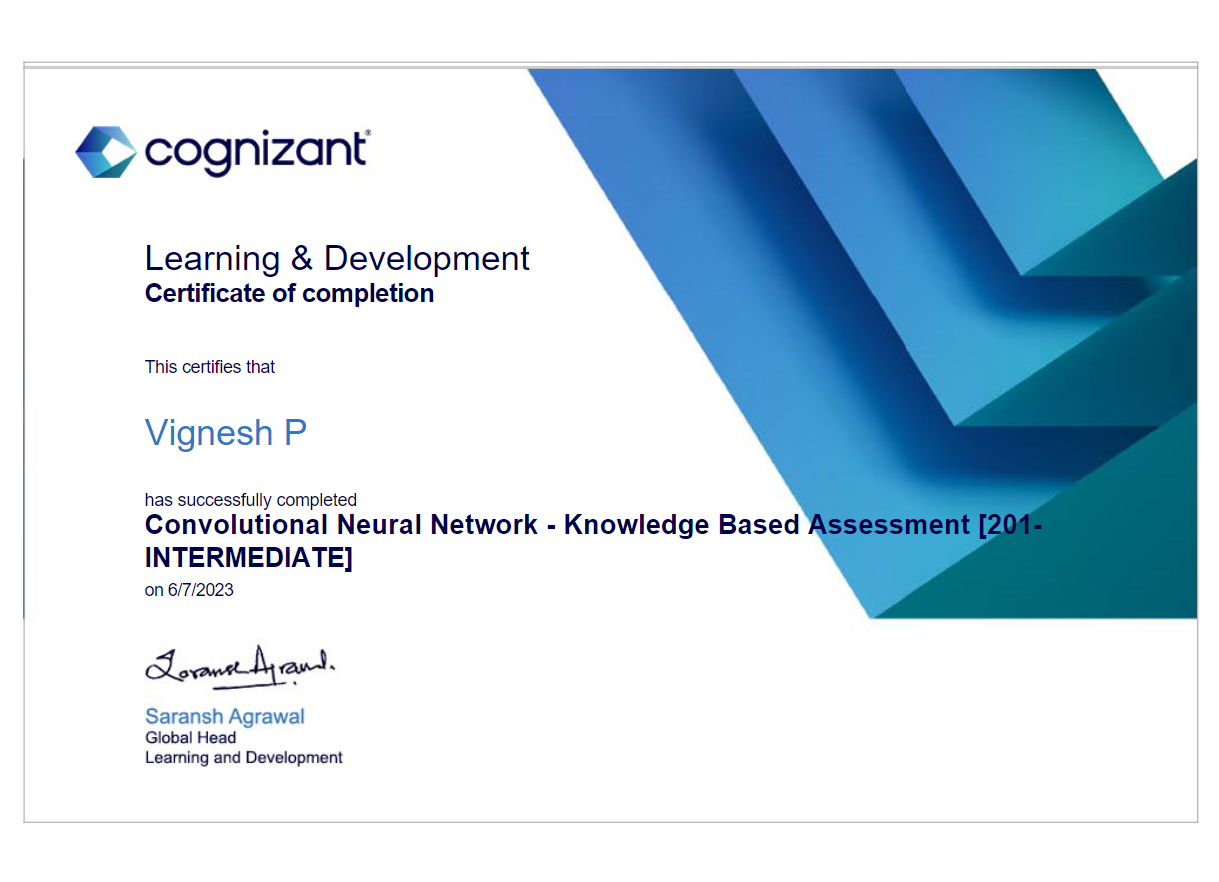 cognizant®
Learning & Development
Certificate of completion
This certifies that
Vignesh P
has successfully completed
Convolutional Neural Network - Knowledge Based Assessment [201-
INTERMEDIATE]
on 6/7/2023
Saransh Agrawal
Saransh Agrawal
Global Head
Learning and Development